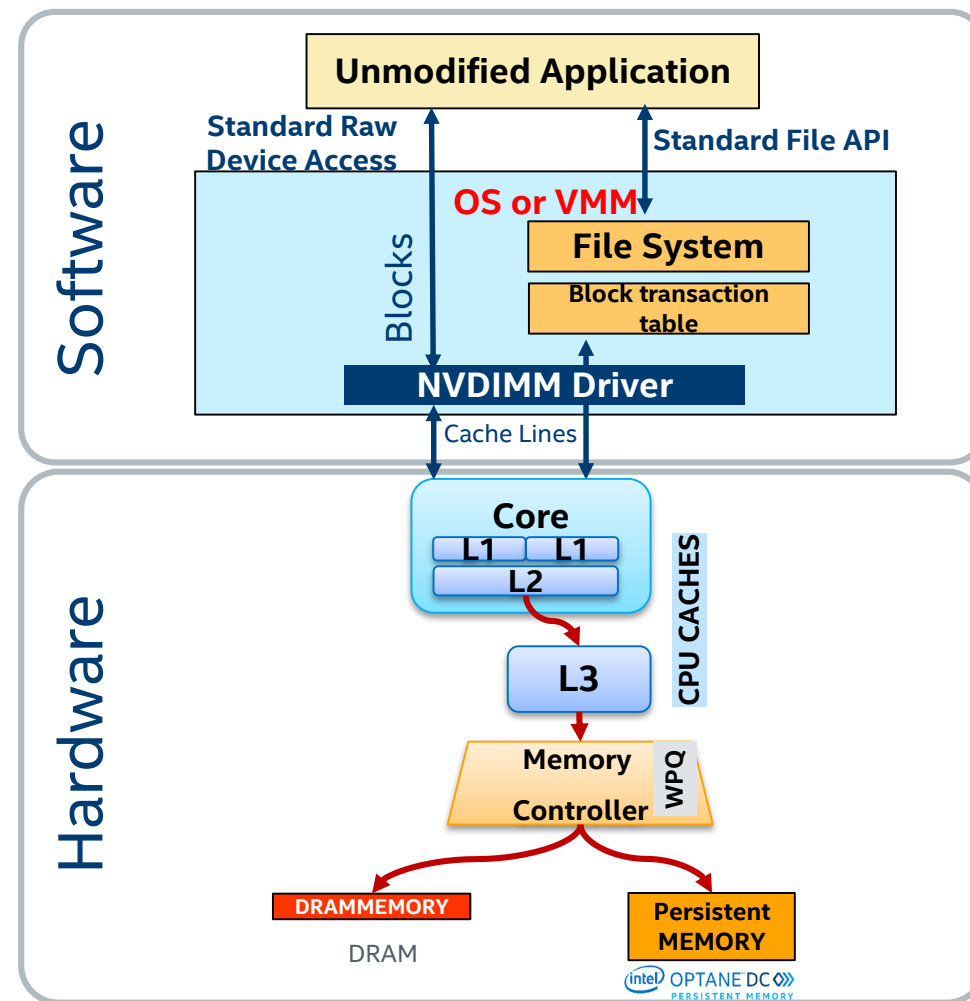 Software
Unmodified Application
Standard Raw
Device Access
Standard File API
OS or VMM
Blocks
File System
Block transaction
table
NVDIMM Driver
Cache Lines
Hardware
Core
L1
L1
L2
CPU CACHES
L3
Memory
Controller
WPQ
DRAMMEMORY
DRAM
Persistent
MEMORY
intel OPTANE™ DC
PERSISTENT MEMORY